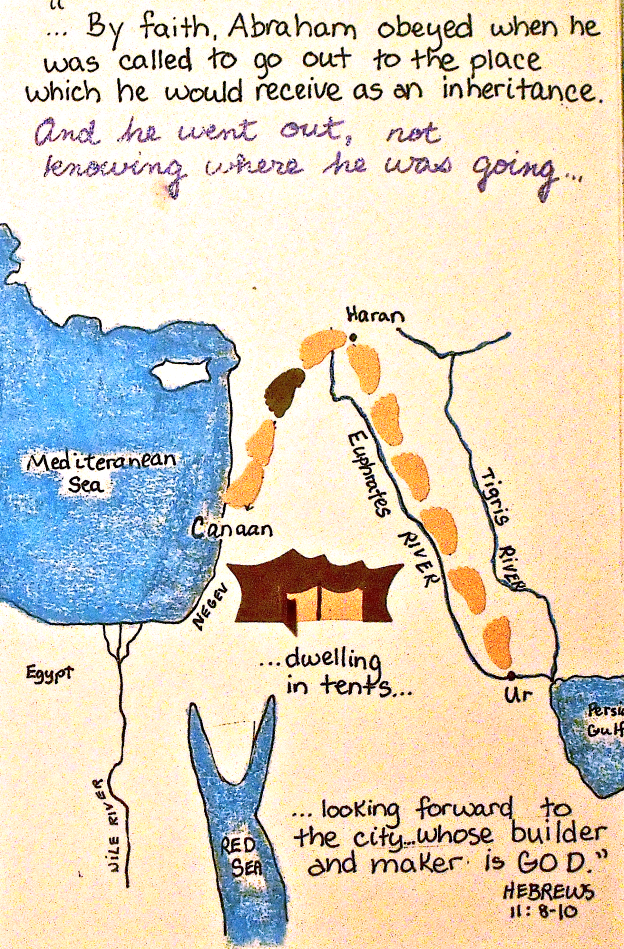 "
... By faith, Abraham obeyed when he
was called to go out to the place
which he would receive as an inheritance.
And he went out, not
knowing where he was going...
Haran
Mediteranean
Sea
Euphrates
RIVER
Tigris
RIVER
Canaan
NEGEV
...dwelling
in tents...
Egypt
Ur
Persi
Gulf
NILE RIVER
RED
SEA
... looking forward to
the city...whose builder
and maker is GOD."
HEBREWS
11:8-10